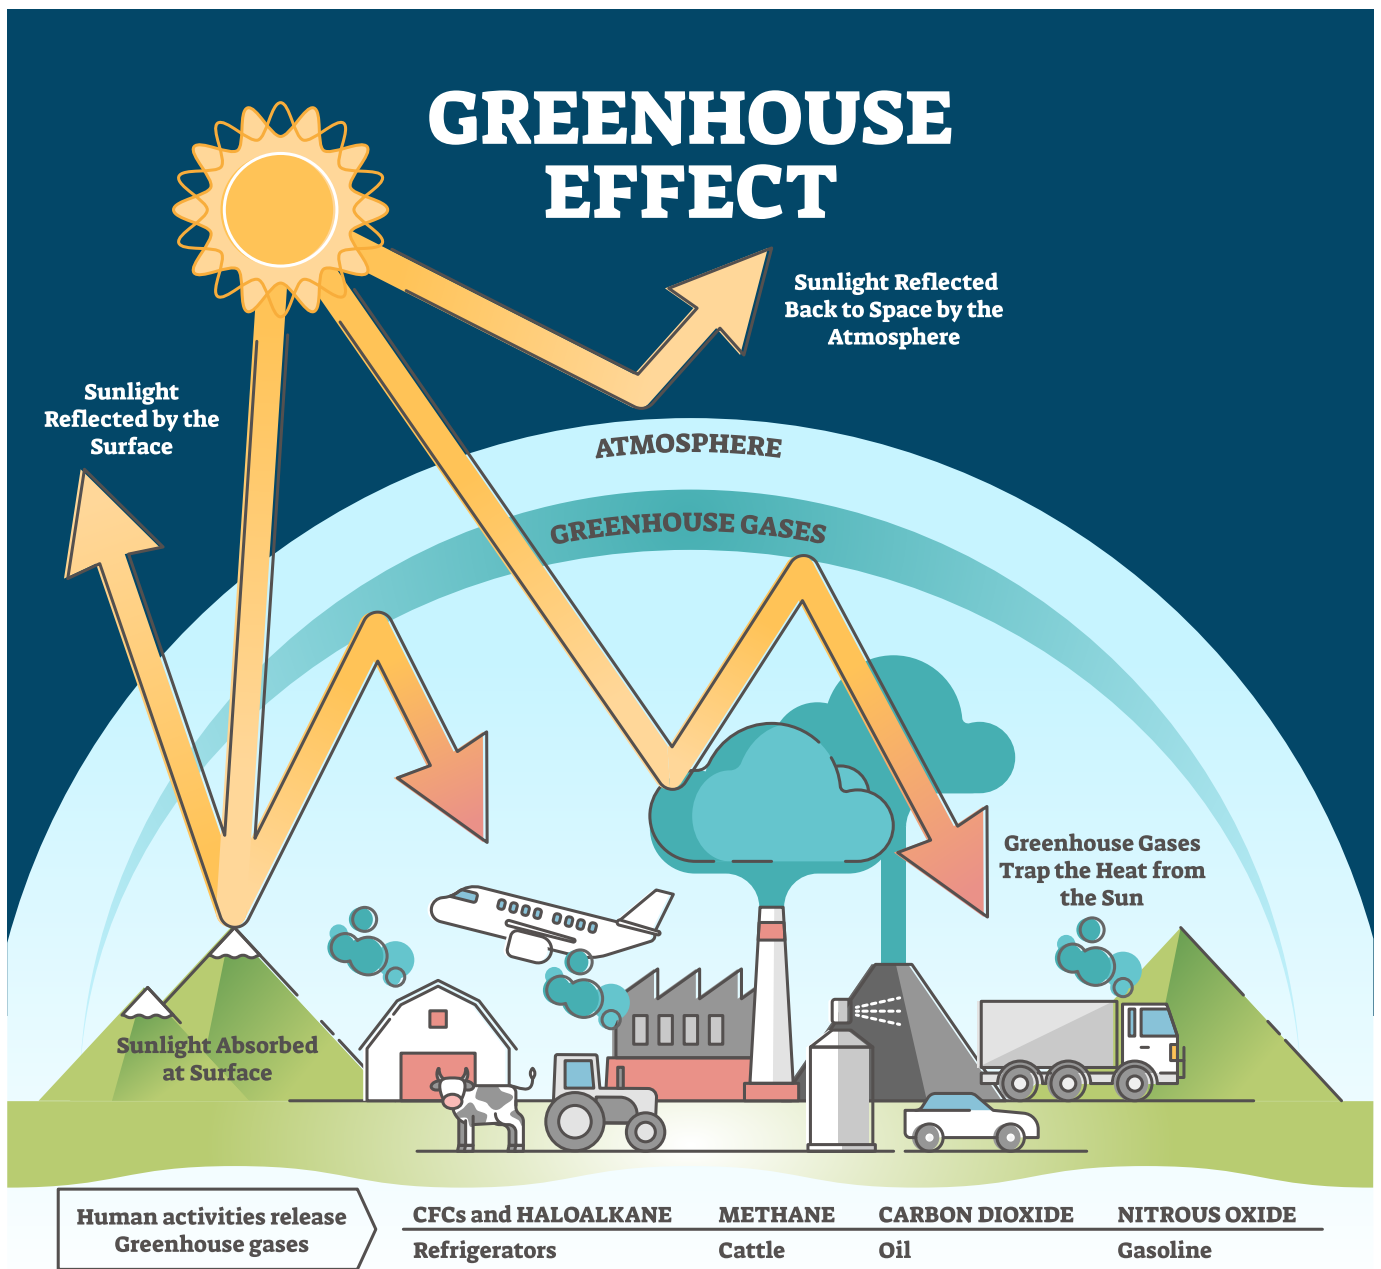 GREENHOUSE
EFFECT
Sunlight Reflected
Back to Space by the
Atmosphere
Sunlight
Reflected by the
Surface
ATMOSPHERE
GREENHOUSE GASES
Greenhouse Gases
Trap the Heat from
the Sun
Sunlight Absorbed
at Surface
Human activities release
Greenhouse gases
CFCs and HALOALKANE METHANE CARBON DIOXIDE NITROUS OXIDE
Refrigerators Cattle Oil Gasoline